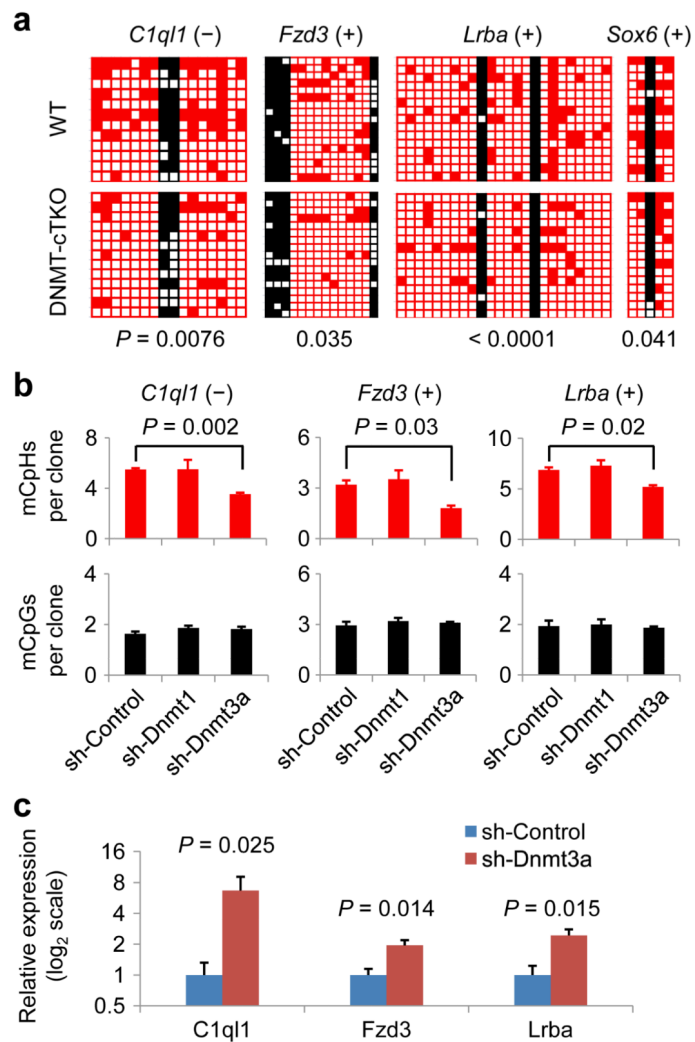 a
C1ql1 (−) Fzd3 (+) Lrba (+) Sox6 (+)
WT
DNMT-cTKO
P = 0.0076 0.035 < 0.0001 0.041
b
C1ql1 (−) Fzd3 (+) Lrba (+)
P = 0.002 P = 0.03 P = 0.02
mCpHs
per clone
8 6 10
4 3 5
0 0 0
mCpGs
per clone
4 6 4
2 3 2
0 0 0
sh-Control sh-Dnmt1 sh-Dnmt3a sh-Control sh-Dnmt1 sh-Dnmt3a sh-Control sh-Dnmt1 sh-Dnmt3a
c
sh-Control
sh-Dnmt3a
Relative expression
(log2 scale)
16
8
4
2
1
0.5
P = 0.025
P = 0.014 P = 0.015
C1ql1 Fzd3 Lrba